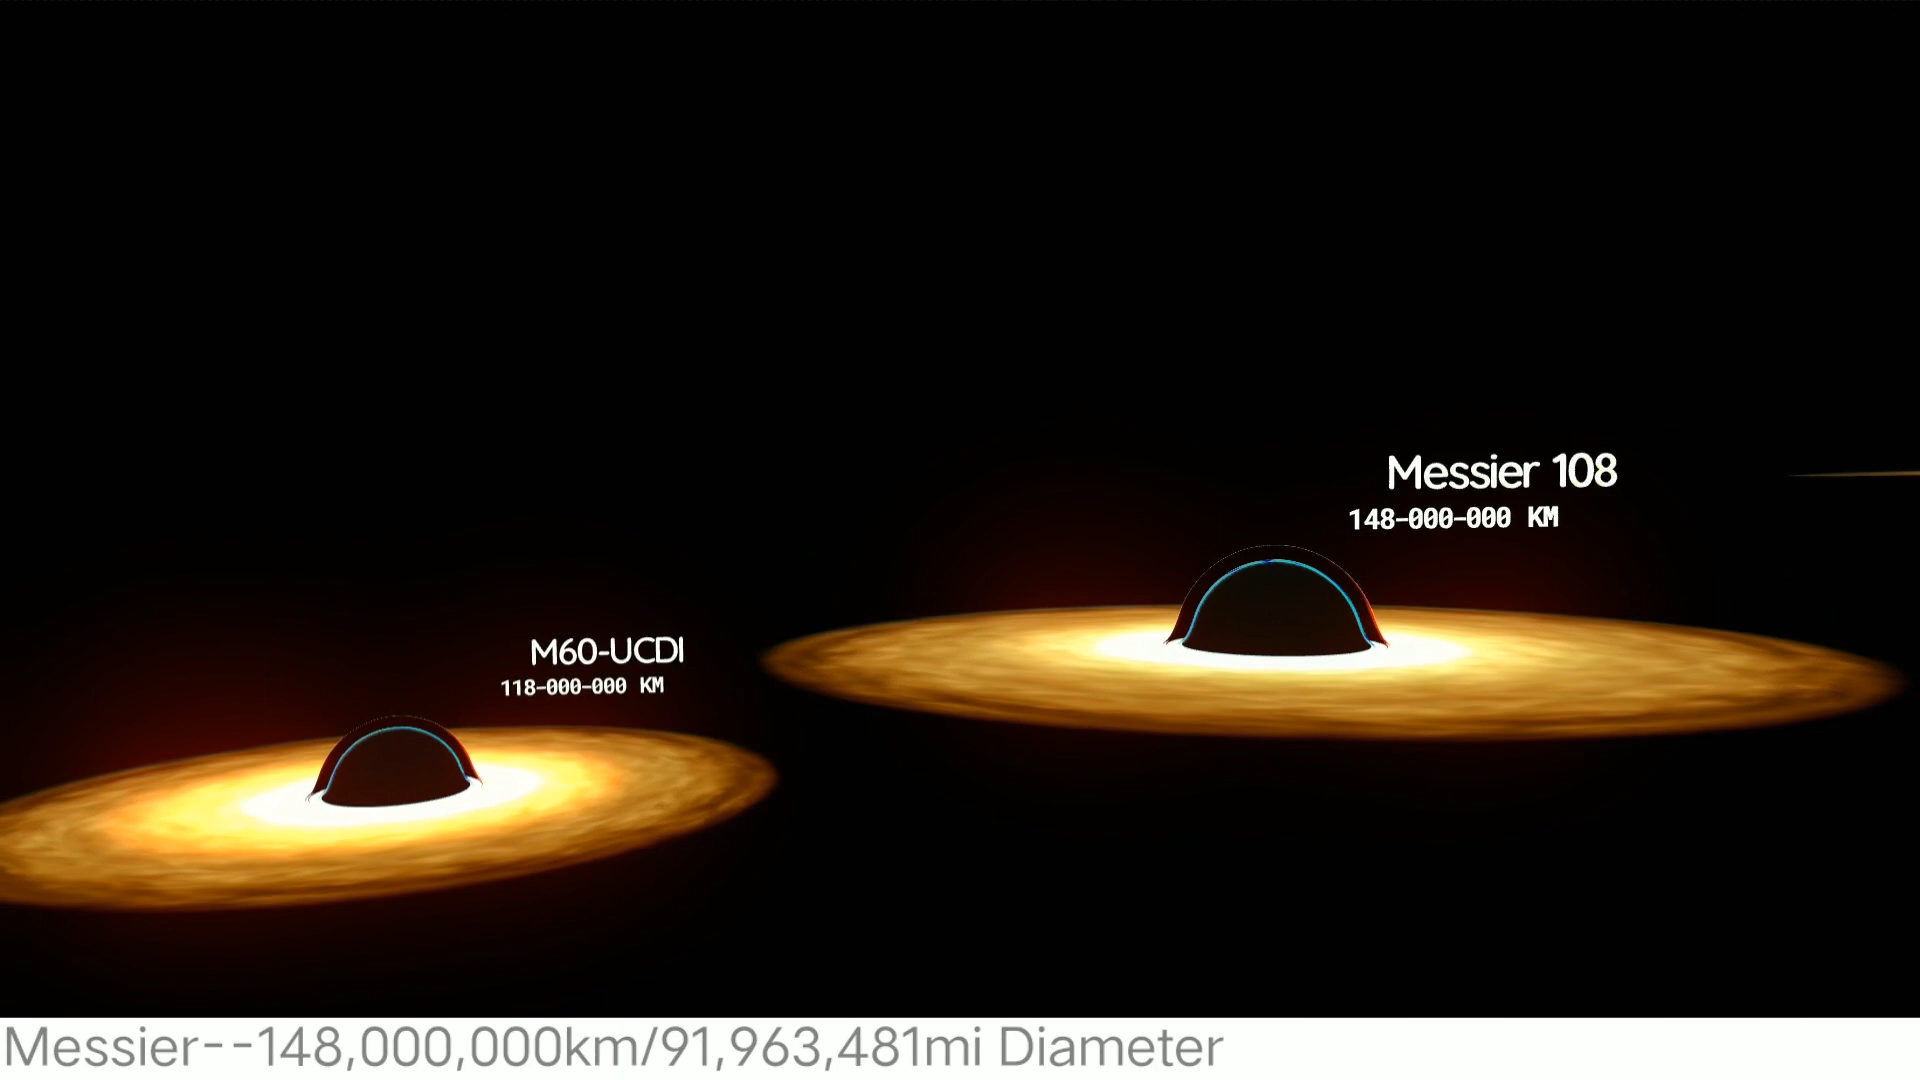 Messier 108
148-000-000 KM
M60-UCDI
118-000-000 KM
Messier--148,000,000km/91,963,481mi Diameter